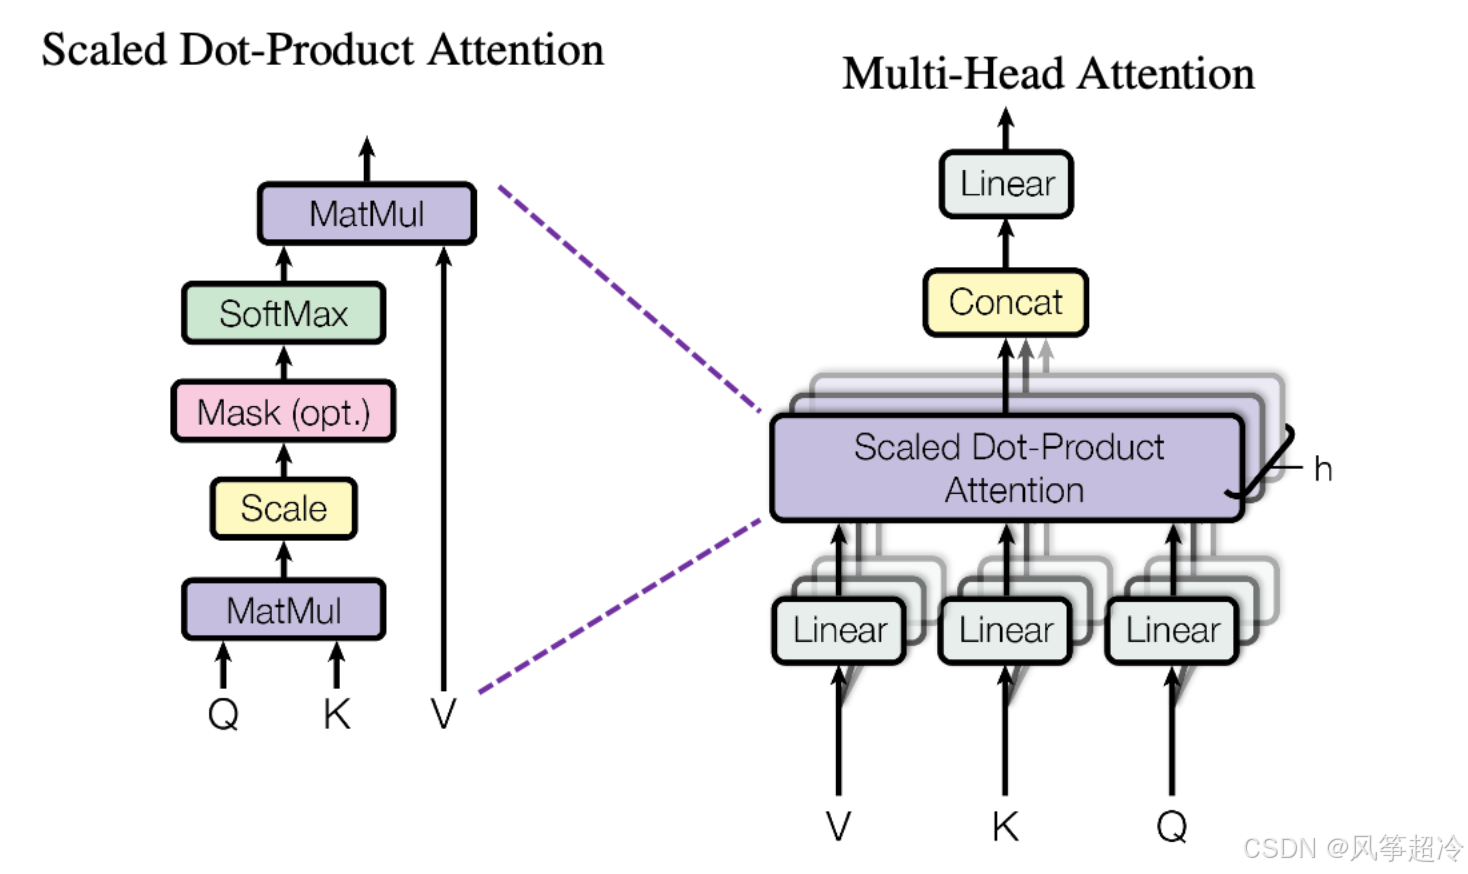 Scaled Dot-Product Attention
MatMul
SoftMax
Mask (opt.)
Scale
MatMul
Q K V
Multi-Head Attention
Linear
Concat
Scaled Dot-Product
Attention
h
Linear Linear Linear
V K Q
CSDN @风筝超冷